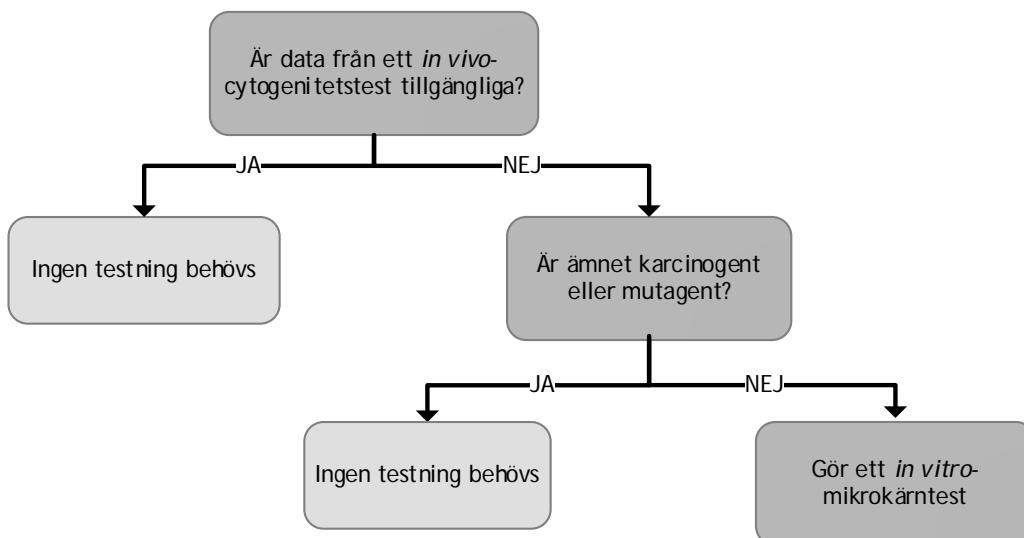 Är data från ett in vivo-
cytogenitetstest tillgängliga?
JA
NEJ
Ingen testning behövs
Är ämnet karcinogent
eller mutagent?
JA
NEJ
Ingen testning behövs
Gör ett in vitro-
mikrokärntest